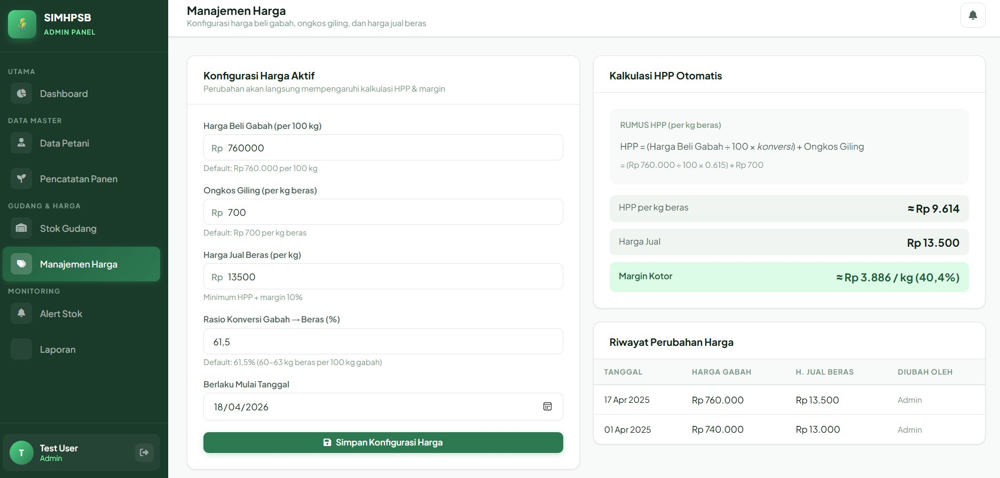 SIMHPSB
ADMIN PANEL
UTAMA
Dashboard
DATA MASTER
Data Petani
Pencatatan Panen
GUDANG & HARGA
Stok Gudang
Manajemen Harga
MONITORING
Alert Stok
Laporan
T
Test User
Admin
Manajemen Harga
Konfigurasi harga beli gabah, ongkos giling, dan harga jual beras
Konfigurasi Harga Aktif
Perubahan akan langsung mempengaruhi kalkulasi HPP & margin
Harga Beli Gabah (per 100 kg)
Rp 760000
Default: Rp 760.000 per 100 kg
Ongkos Giling (per kg beras)
Rp 700
Default: Rp 700 per kg beras
Harga Jual Beras (per kg)
Rp 13500
Minimum HPP + margin 10%
Rasio Konversi Gabah → Beras (%)
61,5
Default: 61,5% (60–63 kg beras per 100 kg gabah)
Berlaku Mulai Tanggal
18/04/2026
Simpan Konfigurasi Harga
Kalkulasi HPP Otomatis
RUMUS HPP (per kg beras)
HPP = (Harga Beli Gabah ÷ 100 × konversi) + Ongkos Giling
= (Rp 760.000 ÷ 100 × 0.615) + Rp 700
HPP per kg beras ≈ Rp 9.614
Harga Jual Rp 13.500
Margin Kotor ≈ Rp 3.886 / kg (40,4%)
Riwayat Perubahan Harga
TANGGAL HARGA GABAH H. JUAL BERAS DIUBAH OLEH
17 Apr 2025 Rp 760.000 Rp 13.500 Admin
01 Apr 2025 Rp 740.000 Rp 13.000 Admin